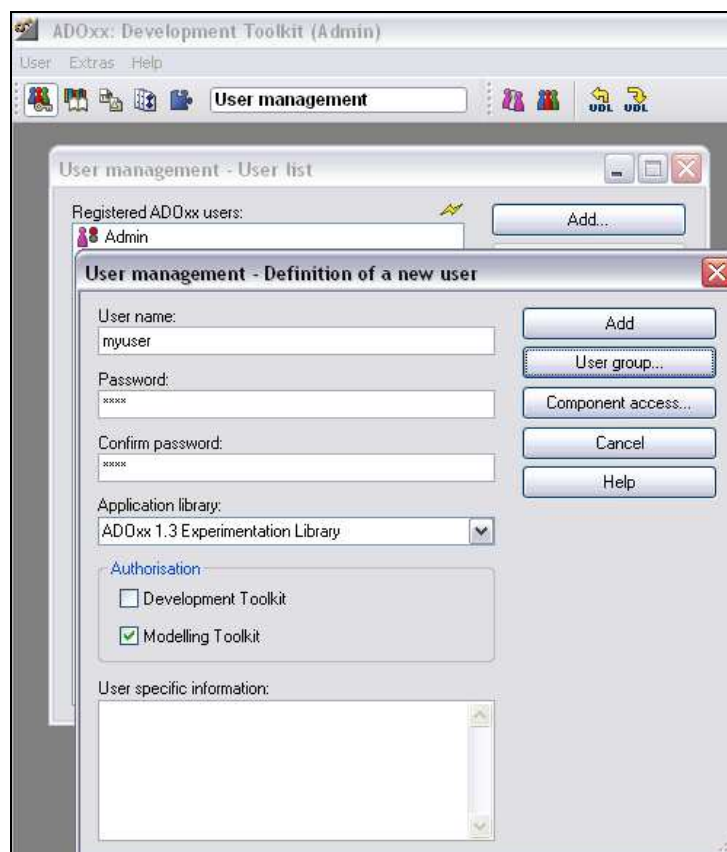 ADOxx: Development Toolkit (Admin)
User Extras Help
User management
UDL UDL
User management - User list
Registered ADOxx users:
Add...
Admin
User management - Definition of a new user
User name:
myuser
Add
User group...
Password:
****
Component access...
Confirm password:
****
Cancel
Help
Application library:
ADOxx 1.3 Experimentation Library
Authorisation
Development Toolkit
Modelling Toolkit
User specific information: